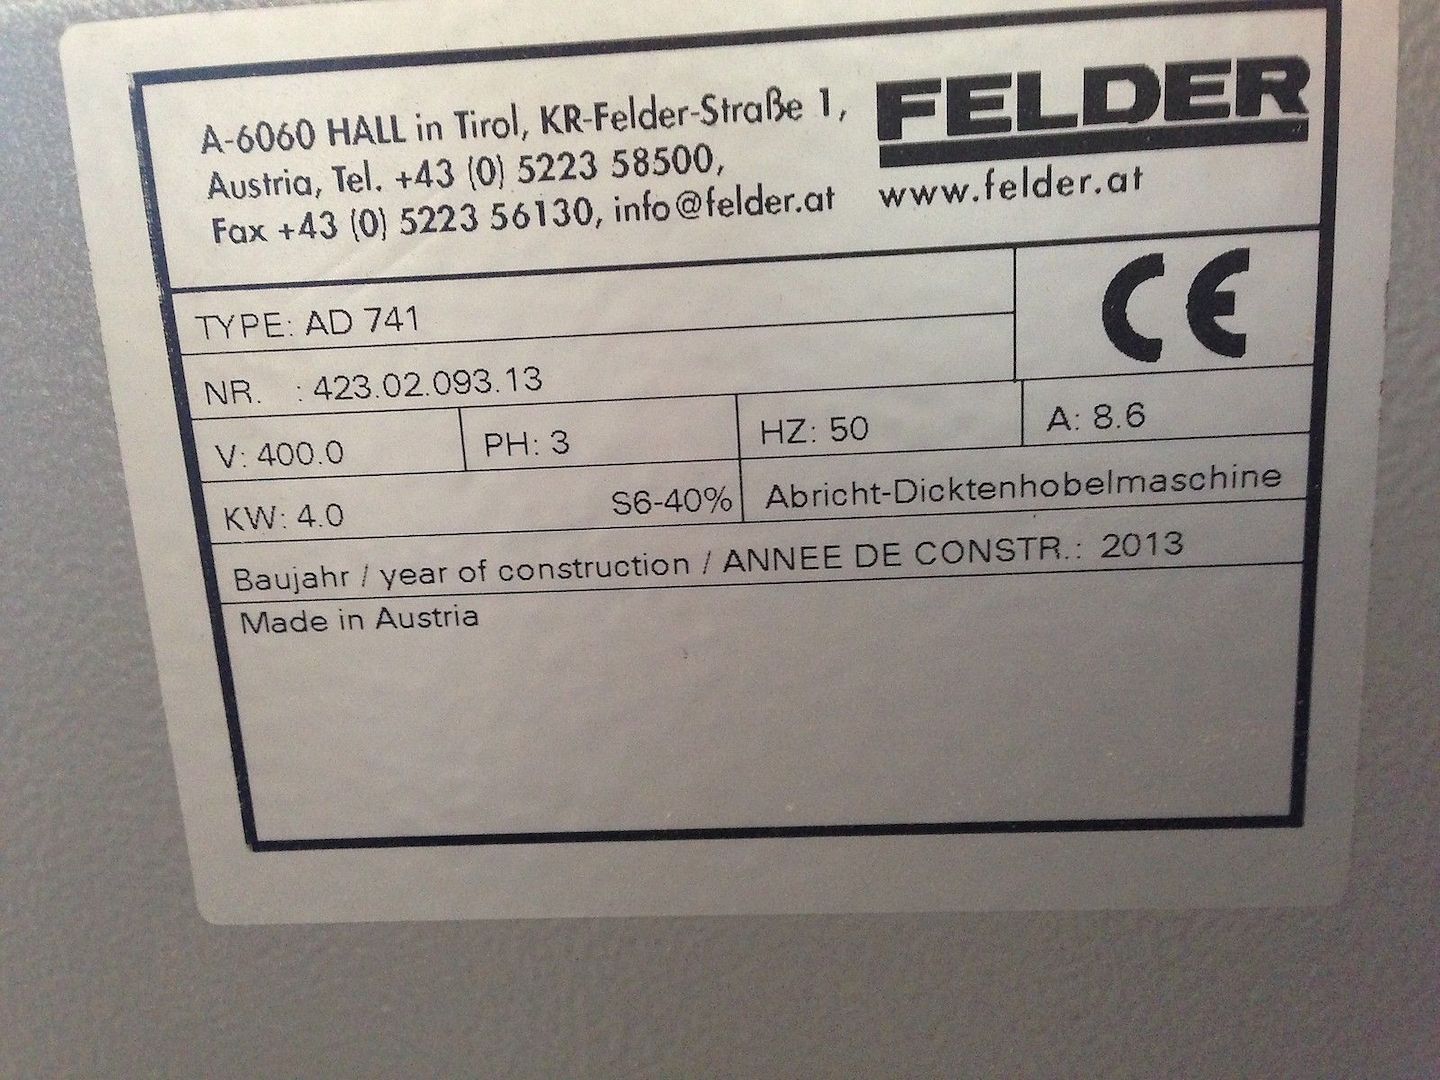 FELDER
A-6060 HALL in Tirol, KR-Felder-Straße 1,
Austria, Tel. +43 (0) 5223 58500,
Fax +43 (0) 5223 56130, info@felder.at
www.felder.at
TYPE: AD 741
CE
NR. : 423.02.093.13
V: 400.0 PH: 3 HZ: 50 A: 8.6
KW: 4.0 S6-40% Abricht-Dicktenhobelmaschine
Baujahr / year of construction / ANNEE DE CONSTR.: 2013
Made in Austria